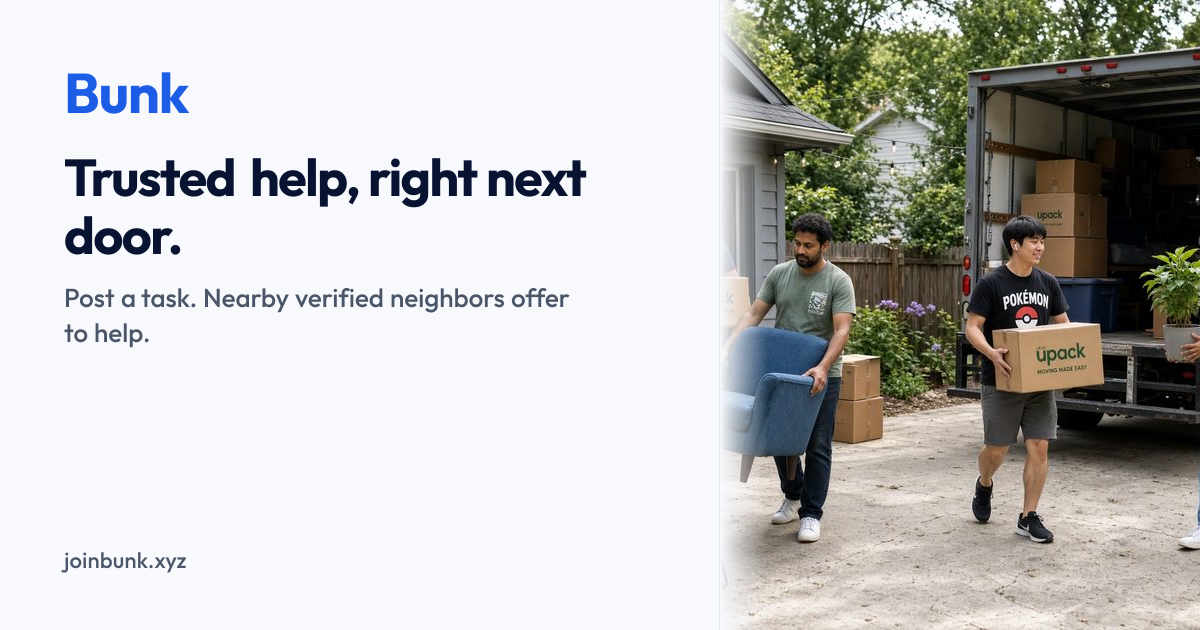 Bunk
Trusted help, right next
door.
Post a task. Nearby verified neighbors offer
to help.
joinbunk.xyz
upack
POKÉMON
upack
MOVING MADE EASY